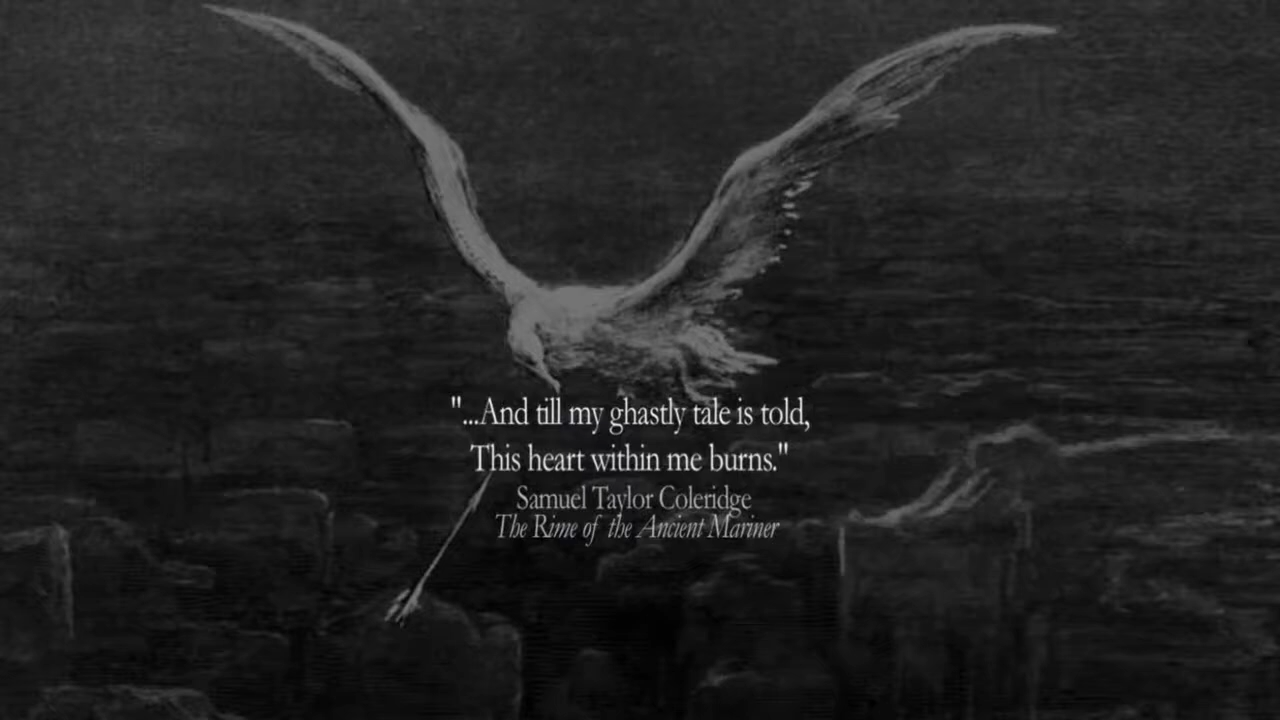 "...And till my ghastly tale is told,
This heart within me burns."
Samuel Taylor Coleridge
The Rime of the Ancient Mariner